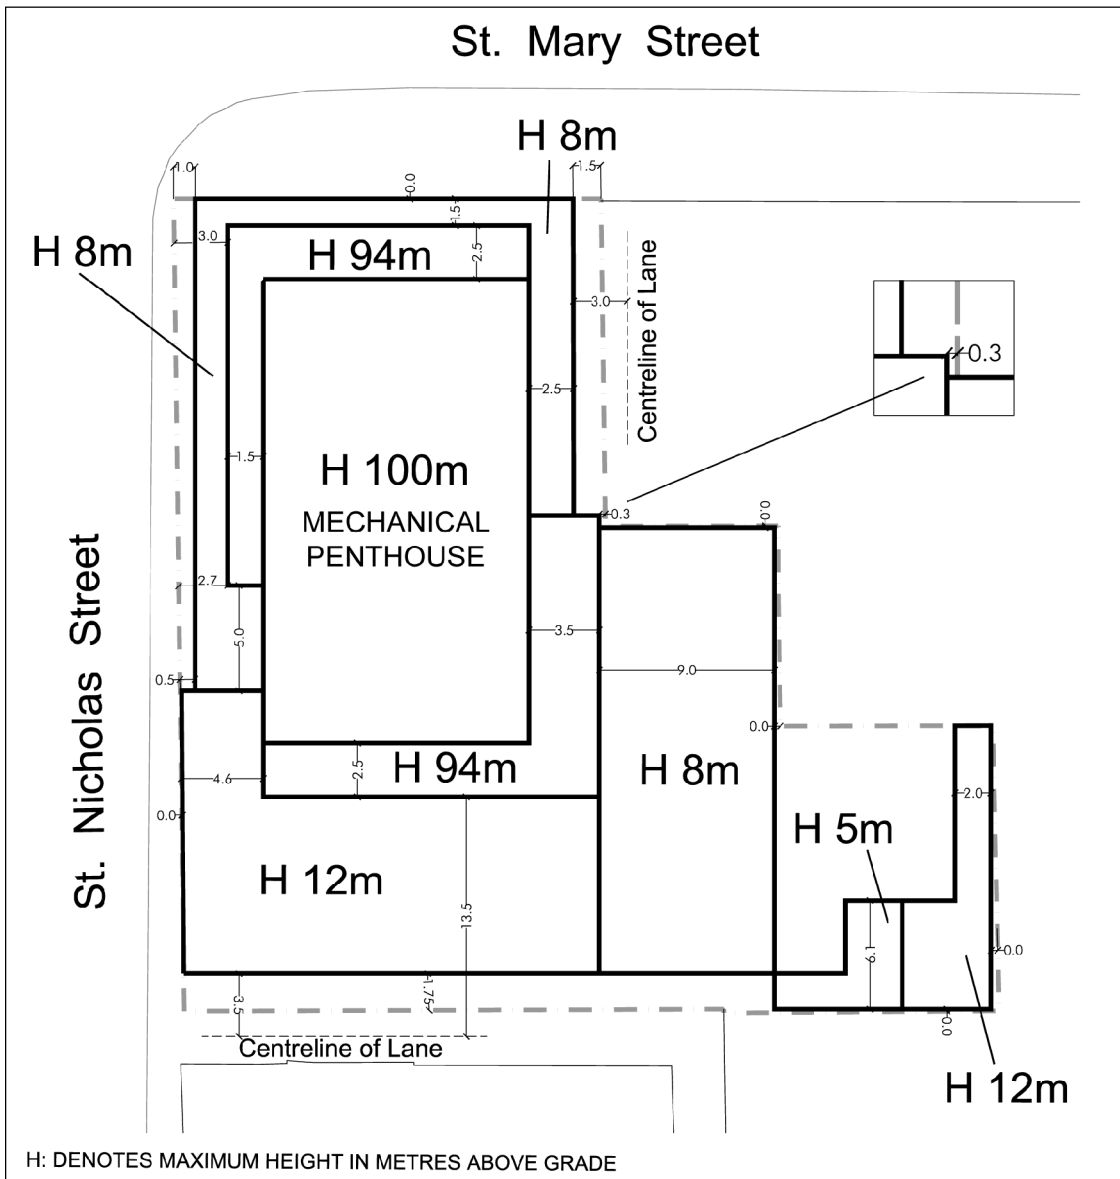 St. Mary Street
H 8m
1.0
1.5
0.0
1.5
3.0
H 8m
H 94m
2.5
3.0
Centreline of Lane
0.3
2.5
1.5
H 100m
MECHANICAL
PENTHOUSE
0.3
0.0
St. Nicholas Street
2.7
5.0
3.5
9.0
0.5
0.0
H 94m
2.5
4.6
H 8m
2.0
0.0
H 5m
H 12m
13.5
6.1
0.0
3.5
1.75
0.0
Centreline of Lane
H 12m
H: DENOTES MAXIMUM HEIGHT IN METRES ABOVE GRADE